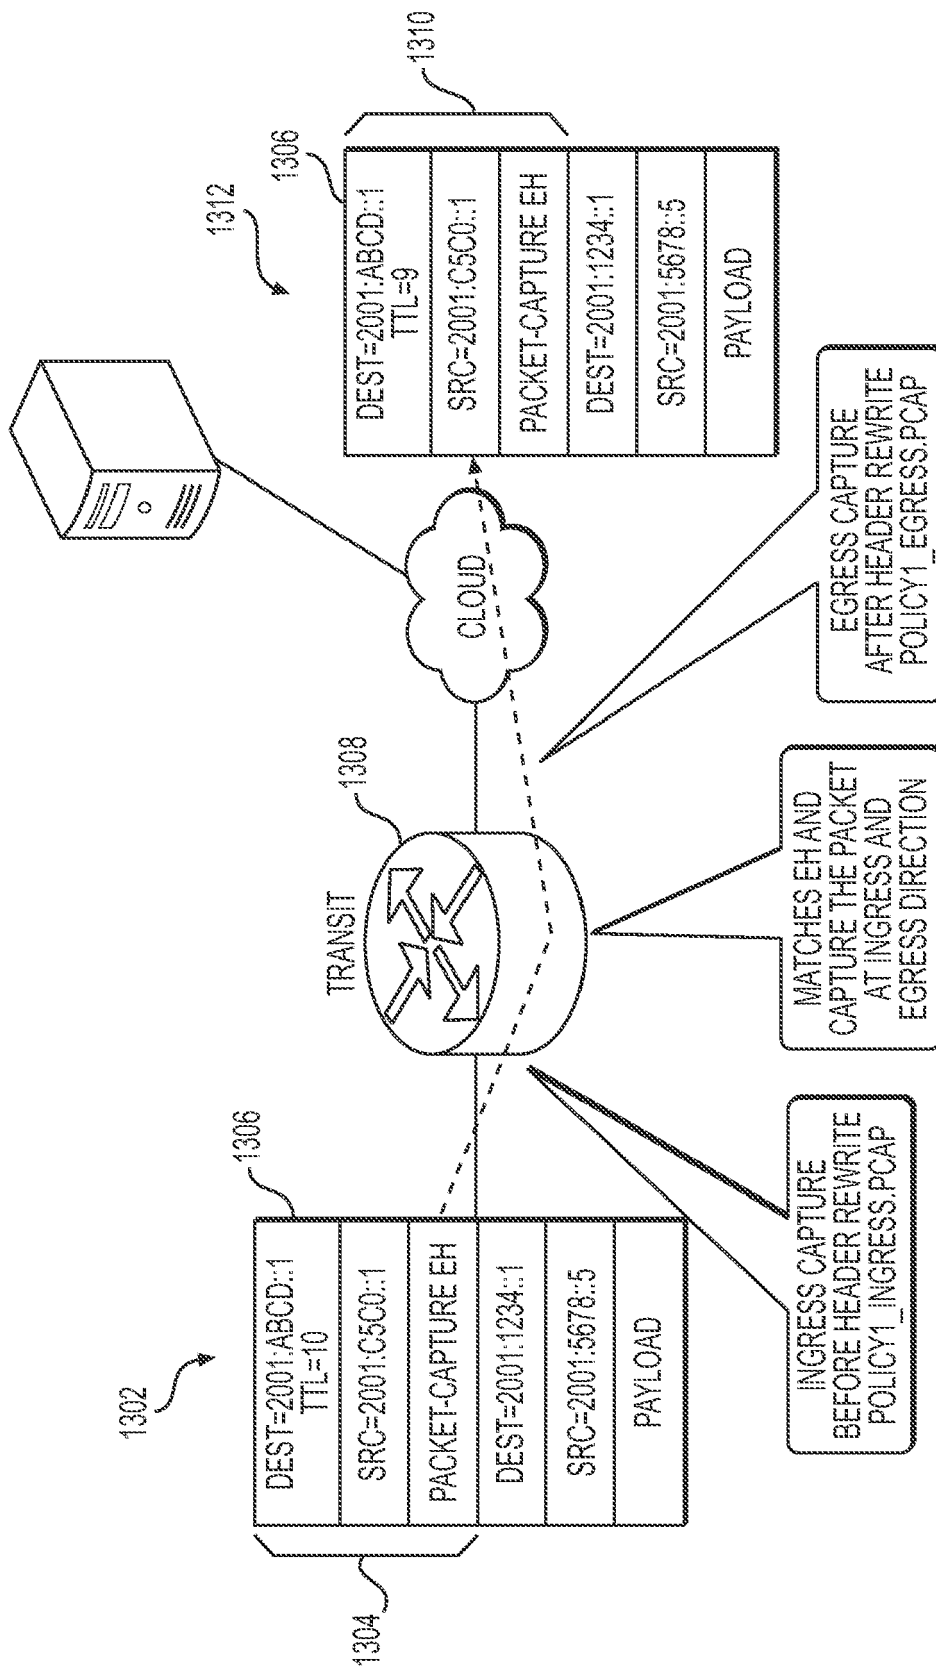 1302
1304
1306
DEST=2001:ABCD::1
TTL=10
SRC=2001:C5C0::1
PACKET-CAPTURE EH
DEST=2001:1234::1
SRC=2001:5678::5
PAYLOAD
TRANSIT
1308
CLOUD
1312
1306
1310
DEST=2001:ABCD::1
TTL=9
SRC=2001:C5C0::1
PACKET-CAPTURE EH
DEST=2001:1234::1
SRC=2001:5678::5
PAYLOAD
INGRESS CAPTURE
BEFORE HEADER REWRITE
POLICY1_INGRESS.PCAP
MATCHES EH AND
CAPTURE THE PACKET
AT INGRESS AND
EGRESS DIRECTION
EGRESS CAPTURE
AFTER HEADER REWRITE
POLICY1_EGRESS.PCAP